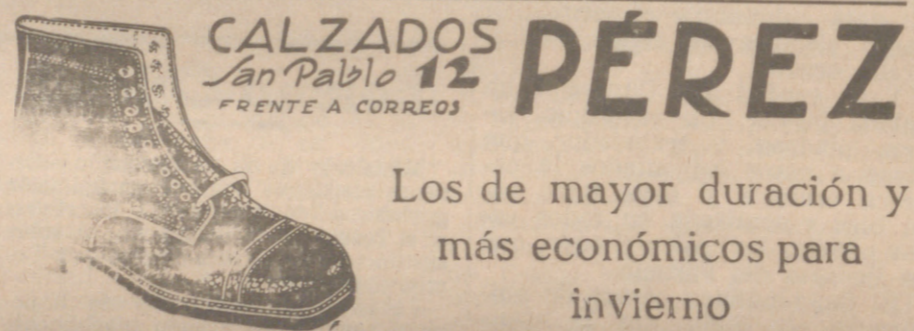 CALZADOS PÉREZ
San Pablo 12
FRENTE A CORREOS
Los de mayor duración y
más económicos para
invierno